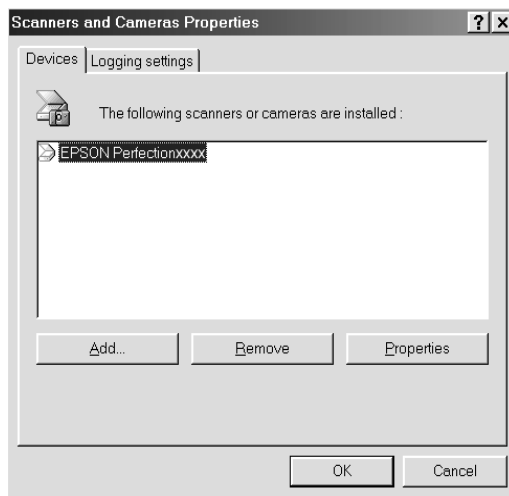 Scanners and Cameras Properties
? x
Devices Logging settings
The following scanners or cameras are installed :
EPSON Perfectionxxxx
Add... Remove Properties
OK Cancel